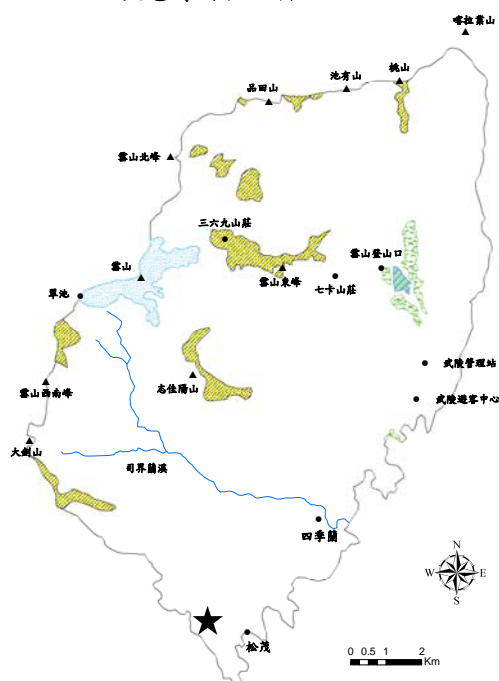 喀拉業山
桃山
池有山
品田山
雪山北峰
三六九山莊
雪山登山口
雪山
雪山東峰
七卡山莊
翠池
武陵管理站
志佳陽山
雪山西南峰
武陵遊客中心
大劍山
司界蘭溪
四季蘭
N
W
E
S
松茂
0 0.5 1 2
Km